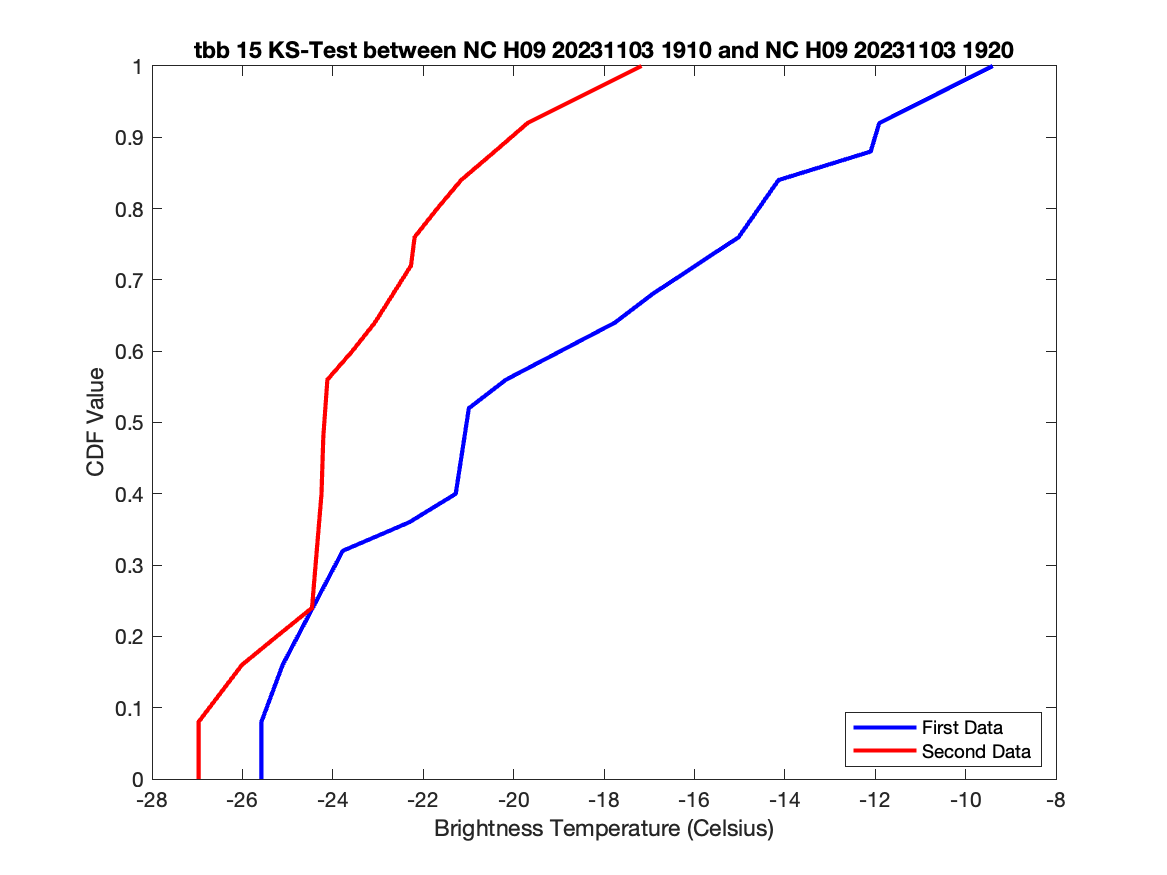 tbb 15 KS-Test between NC H09 20231103 1910 and NC H09 20231103 1920
1
0.9
0.8
0.7
0.6
0.5
0.4
0.3
0.2
0.1
0
CDF Value
First Data
Second Data
-28 -26 -24 -22 -20 -18 -16 -14 -12 -10 -8
Brightness Temperature (Celsius)